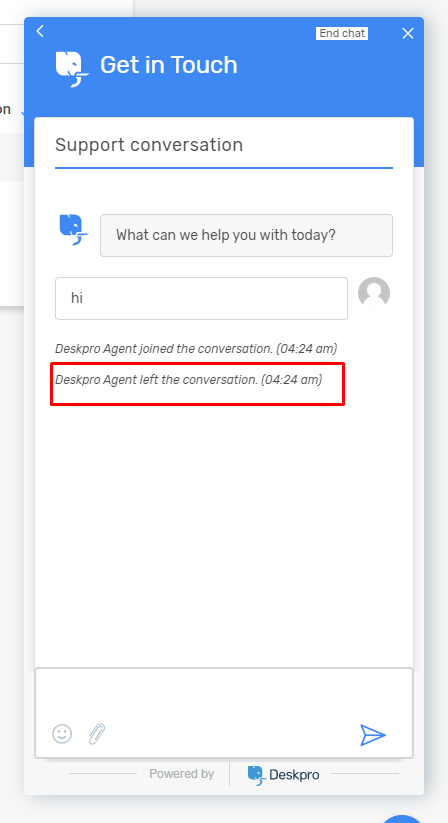 End chat
Get in Touch
on
Support conversation
What can we help you with today?
hi
Deskpro Agent joined the conversation. (04:24 am)
Deskpro Agent left the conversation. (04:24 am)
Powered by
Deskpro